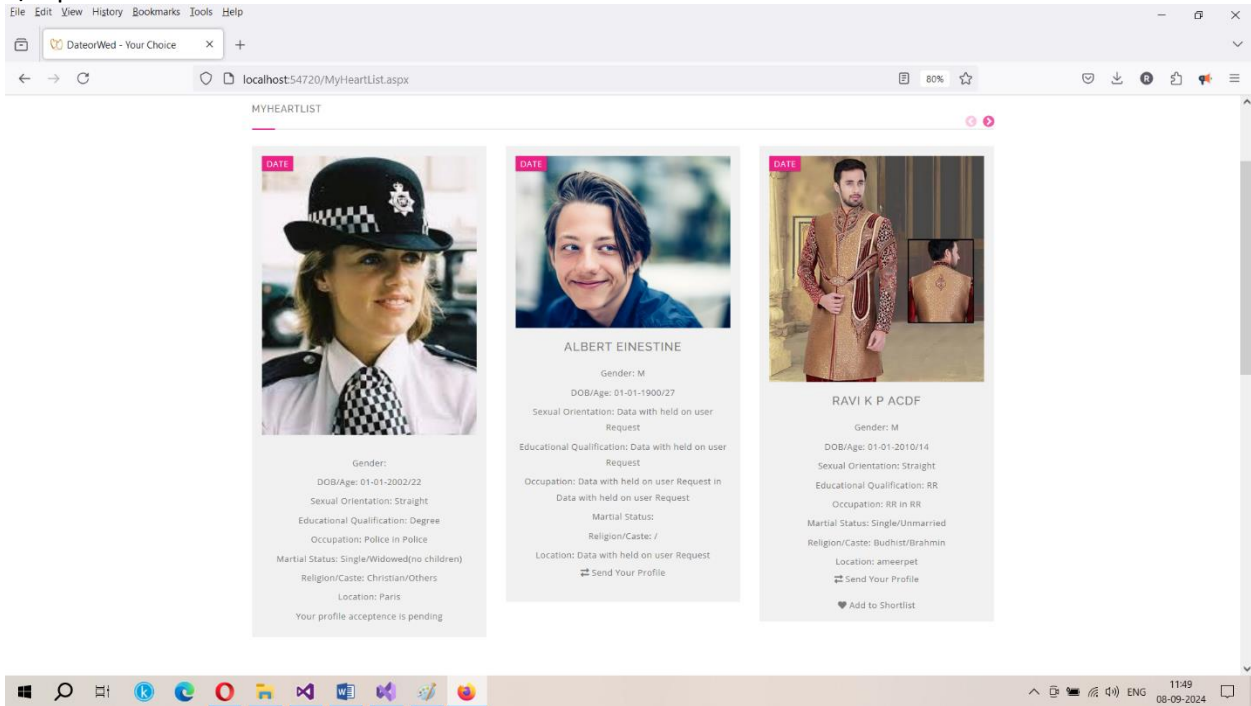 File Edit View History Bookmarks Tools Help
DateorWed - Your Choice
localhost:54720/MyHeartList.aspx
80%
MYHEARTLIST
DATE
Gender:
DOB/Age: 01-01-2002/22
Sexual Orientation: Straight
Educational Qualification: Degree
Occupation: Police in Police
Martial Status: Single/Widowed(no children)
Religion/Caste: Christian/Others
Location: Paris
Your profile acceptence is pending
DATE
ALBERT EINESTINE
Gender: M
DOB/Age: 01-01-1900/27
Sexual Orientation: Data with held on user
Request
Educational Qualification: Data with held on user
Request
Occupation: Data with held on user Request in
Data with held on user Request
Martial Status:
Religion/Caste: /
Location: Data with held on user Request
Send Your Profile
DATE
RAVI K P ACDF
Gender: M
DOB/Age: 01-01-2010/14
Sexual Orientation: Straight
Educational Qualification: RR
Occupation: RR in RR
Martial Status: Single/Unmarried
Religion/Caste: Budhist/Brahmin
Location: ameerpet
Send Your Profile
Add to Shortlist
ENG
11:49
08-09-2024